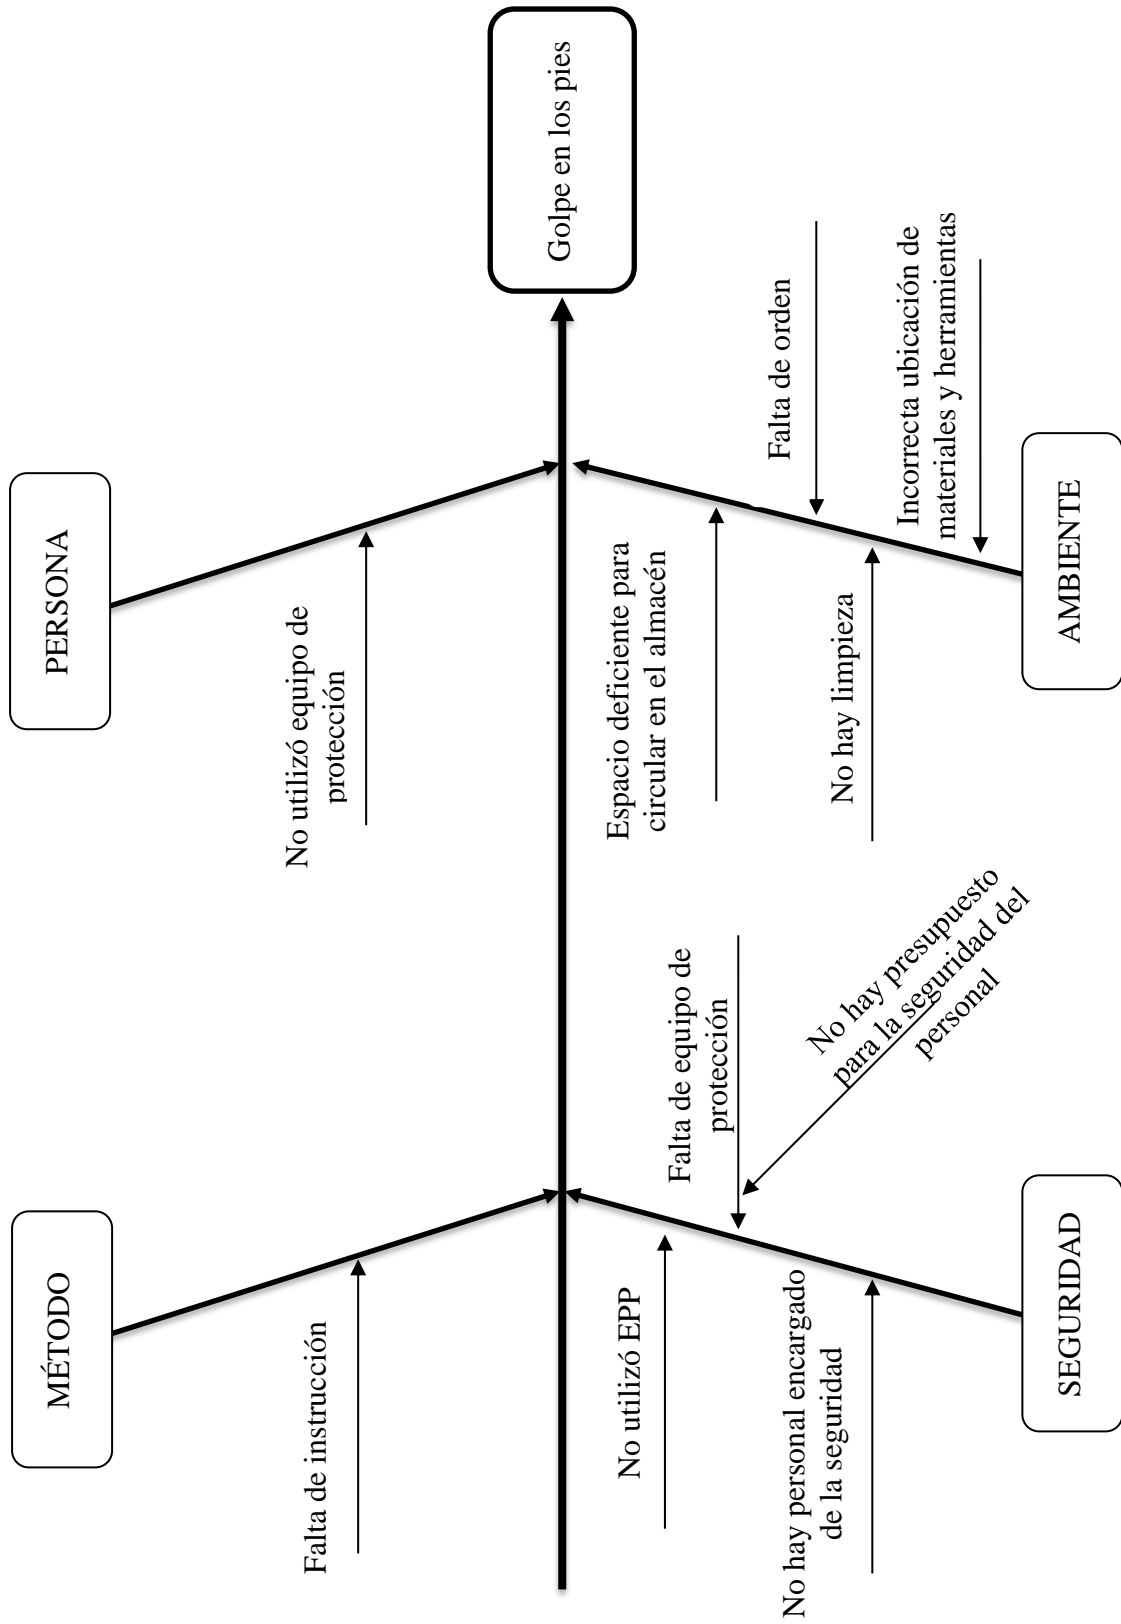 MÉTODO
PERSONA
Falta de instrucción
No utilizó equipo de
protección
Golpe en los pies
No utilizó EPP
Falta de equipo de
protección
No hay presupuesto
para la seguridad del
personal
No hay personal encargado
de la seguridad
Espacio deficiente para
circular en el almacén
Falta de orden
No hay limpieza
Incorrecta ubicación de
materiales y herramientas
SEGURIDAD
AMBIENTE